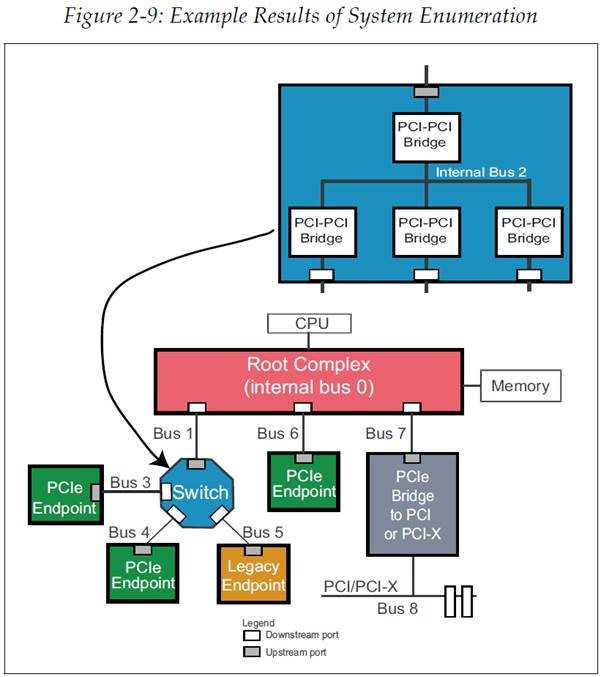 Figure 2-9: Example Results of System Enumeration
PCI-PCI
Bridge
Internal Bus 2
PCI-PCI
Bridge
PCI-PCI
Bridge
PCI-PCI
Bridge
CPU
Root Complex
(internal bus 0)
Memory
Bus 1
Bus 6
Bus 7
PCIe
Endpoint
Bus 3
Switch
PCIe
Endpoint
PCIe
Bridge
to PCI
or PCI-X
Bus 4
Bus 5
PCIe
Endpoint
Legacy
Endpoint
PCI/PCI-X
Bus 8
Legend
Downstream port
Upstream port